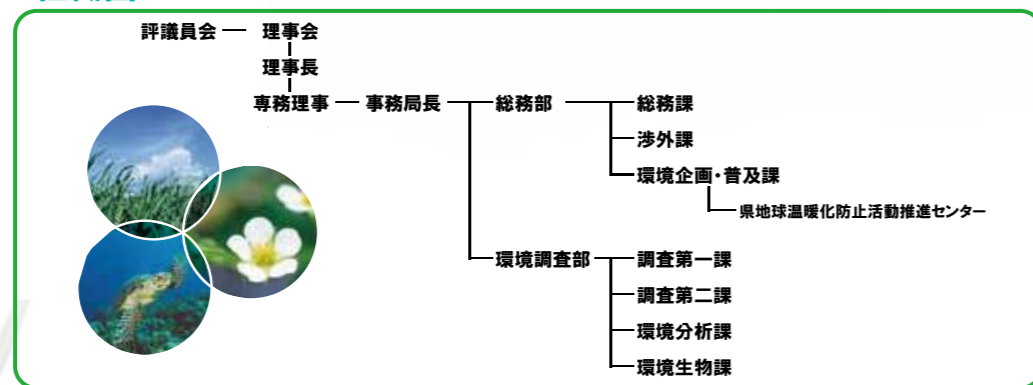 評議員会 理事会
理事長
専務理事 事務局長 総務部 総務課
渉外課
環境企画・普及課
県地球温暖化防止活動推進センター
環境調査部 調査第一課
調査第二課
環境分析課
環境生物課